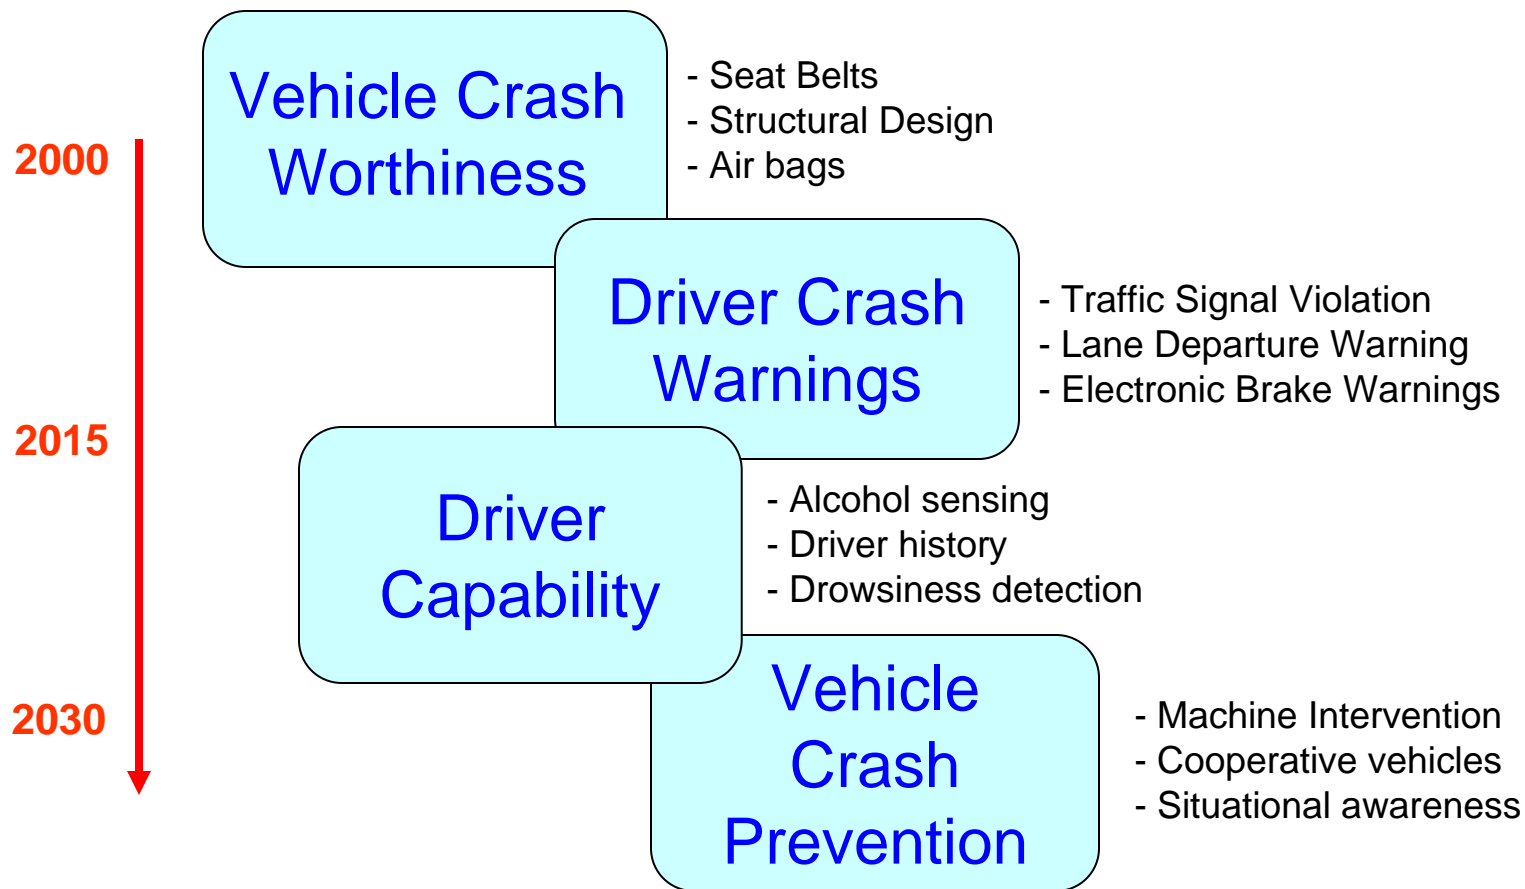 Vehicle Crash
Worthiness
- Seat Belts
- Structural Design
- Air bags
2000
Driver Crash
Warnings
- Traffic Signal Violation
- Lane Departure Warning
- Electronic Brake Warnings
2015
Driver
Capability
- Alcohol sensing
- Driver history
- Drowsiness detection
2030
Vehicle
Crash
Prevention
- Machine Intervention
- Cooperative vehicles
- Situational awareness